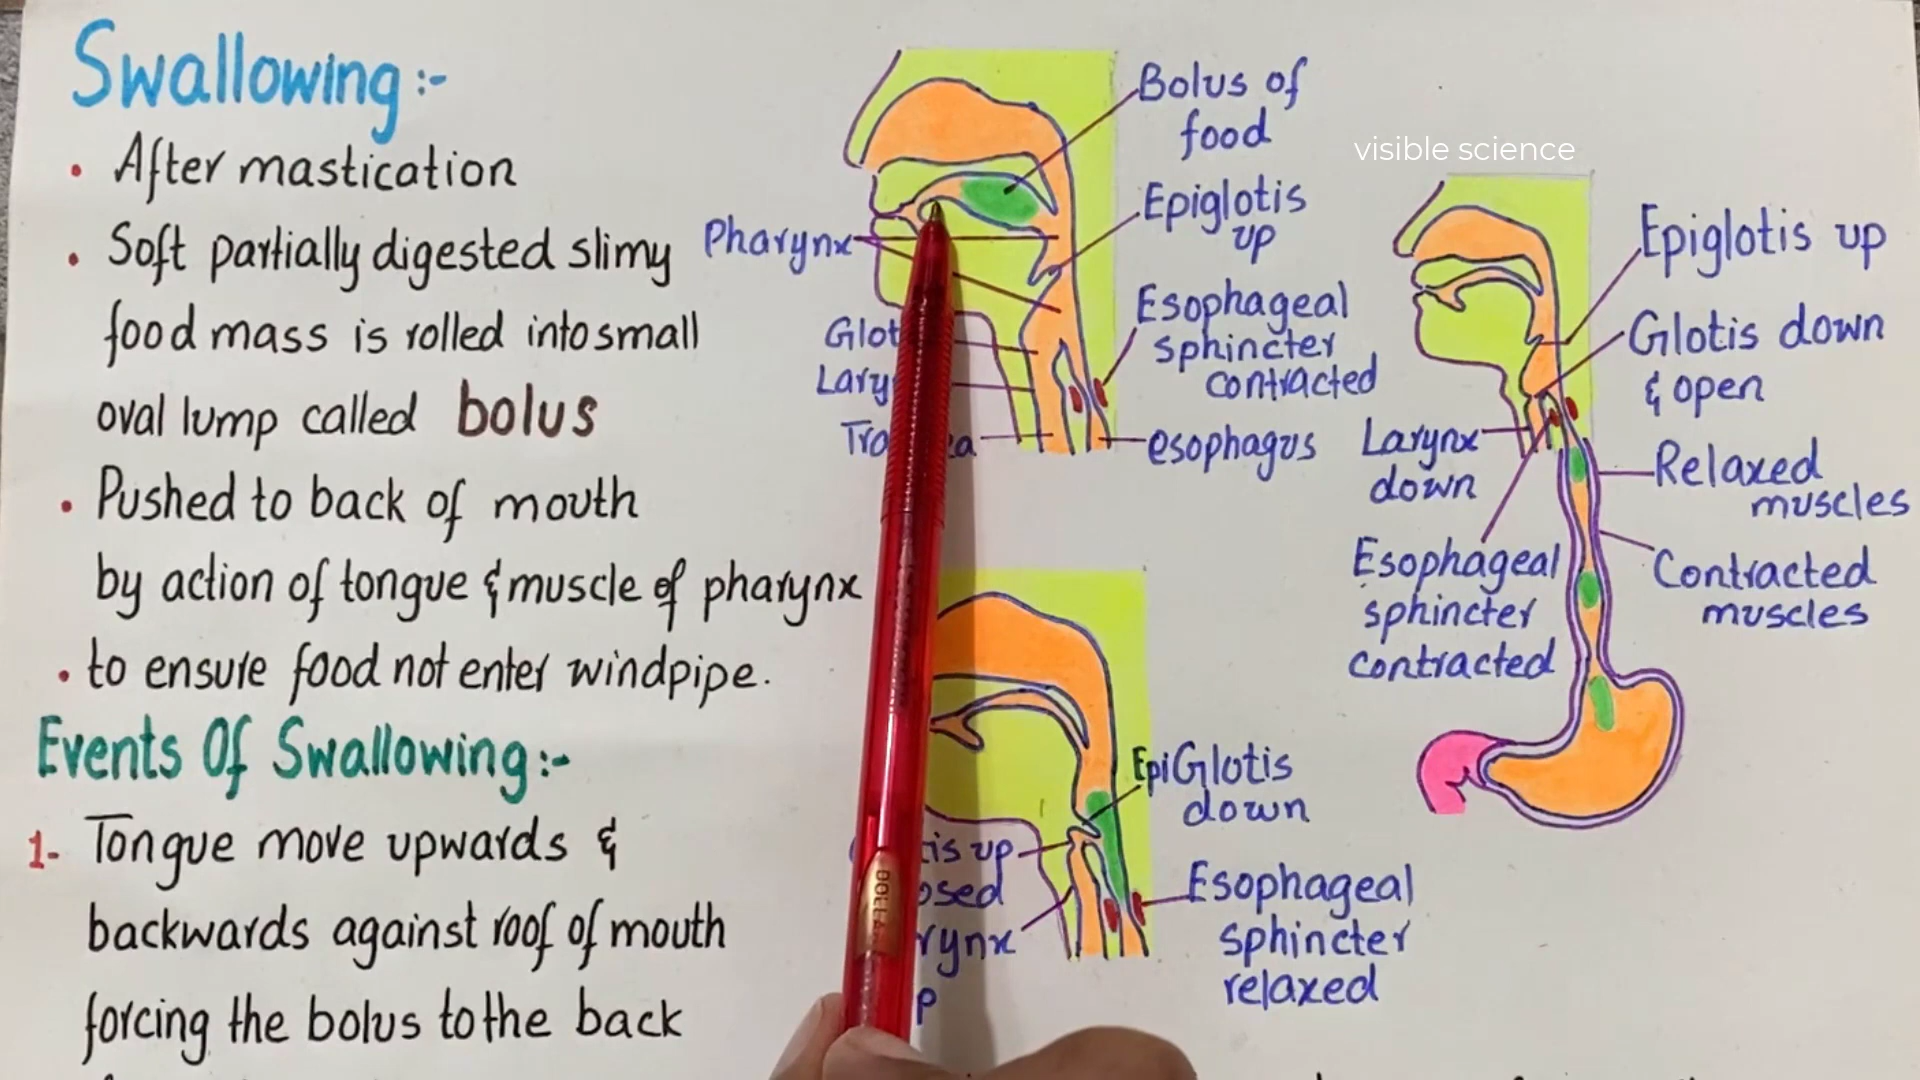 Swallowing:-
• After mastication
• Soft partially digested slimy
food mass is rolled into small
oval lump called bolus
• Pushed to back of mouth
by action of tongue & muscle of pharynx
• to ensure food not enter windpipe.
Events Of Swallowing:-
1- Tongue move upwards &
backwards against roof of mouth
forcing the bolus to the back
Bolus of
food
Epiglotis
up
Pharynx
Esophageal
sphincter
contracted
esophagus
visible science
Epiglotis up
Glotis down
& open
Larynx
down
Relaxed
muscles
Contracted
muscles
Esophageal
sphincter
contracted
EpiGlotis
down
up
Esophageal
sphincter
relaxed
DOLLAR